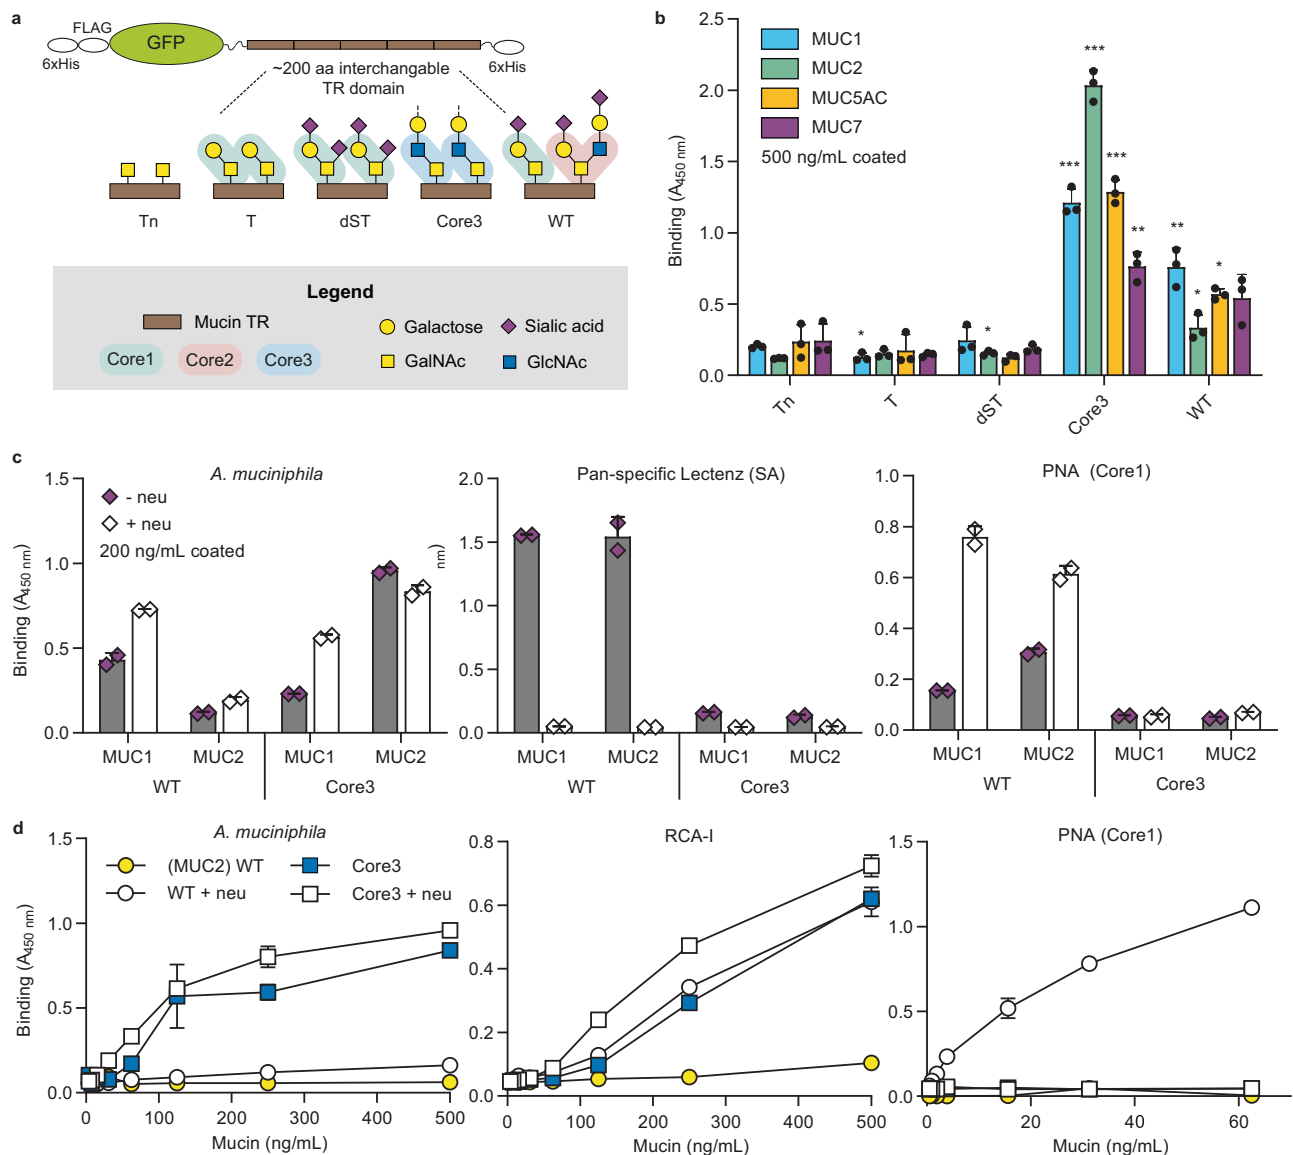 a
FLAG
GFP
6xHis
6xHis
~200 aa interchangable
TR domain
Tn
T
dST
Core3
WT
Legend
Mucin TR
Galactose
Sialic acid
Core1
Core2
Core3
GalNAc
GlcNAc
b
Binding (A450 nm)
2.5
2.0
1.5
1.0
0.5
0.0
MUC1
MUC2
MUC5AC
MUC7
500 ng/mL coated
*
*
***
***
***
**
**
*
*
Tn
T
dST
Core3
WT
c
A. muciniphila
Binding (A450 nm)
1.5
1.0
0.5
0.0
- neu
+ neu
200 ng/mL coated
MUC1
MUC2
MUC1
MUC2
WT
Core3
Pan-specific Lectenz (SA)
nm)
2.0
1.5
1.0
0.5
0.0
MUC1
MUC2
MUC1
MUC2
WT
Core3
PNA (Core1)
1.0
0.8
0.6
0.4
0.2
0.0
MUC1
MUC2
MUC1
MUC2
WT
Core3
d
A. muciniphila
Binding (A450 nm)
1.5
1.0
0.5
0.0
(MUC2) WT
Core3
WT + neu
Core3 + neu
0
100
200
300
400
500
Mucin (ng/mL)
RCA-I
0.8
0.6
0.4
0.2
0.0
0
100
200
300
400
500
Mucin (ng/mL)
PNA (Core1)
1.5
1.0
0.5
0.0
0
20
40
60
Mucin (ng/mL)